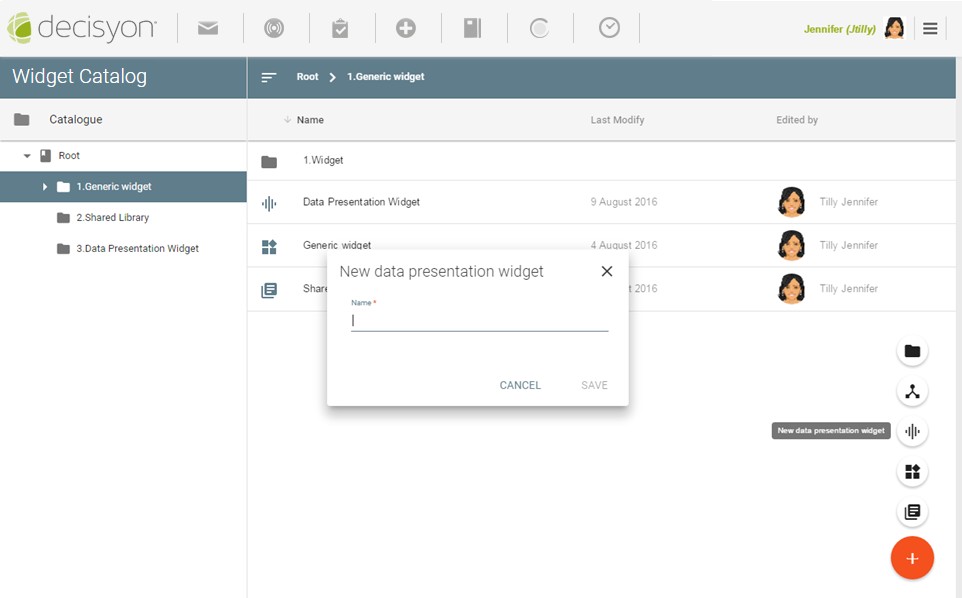 decisyon
Jennifer (Jtilly)
Widget Catalog
Root
1.Generic widget
Catalogue
Name
Last Modify
Edited by
Root
1.Generic widget
2.Shared Library
3.Data Presentation Widget
1.Widget
Data Presentation Widget
9 August 2016
Tilly Jennifer
Generic widget
4 August 2016
Tilly Jennifer
Share
2016
Tilly Jennifer
New data presentation widget
Name *
CANCEL
SAVE
New data presentation widget